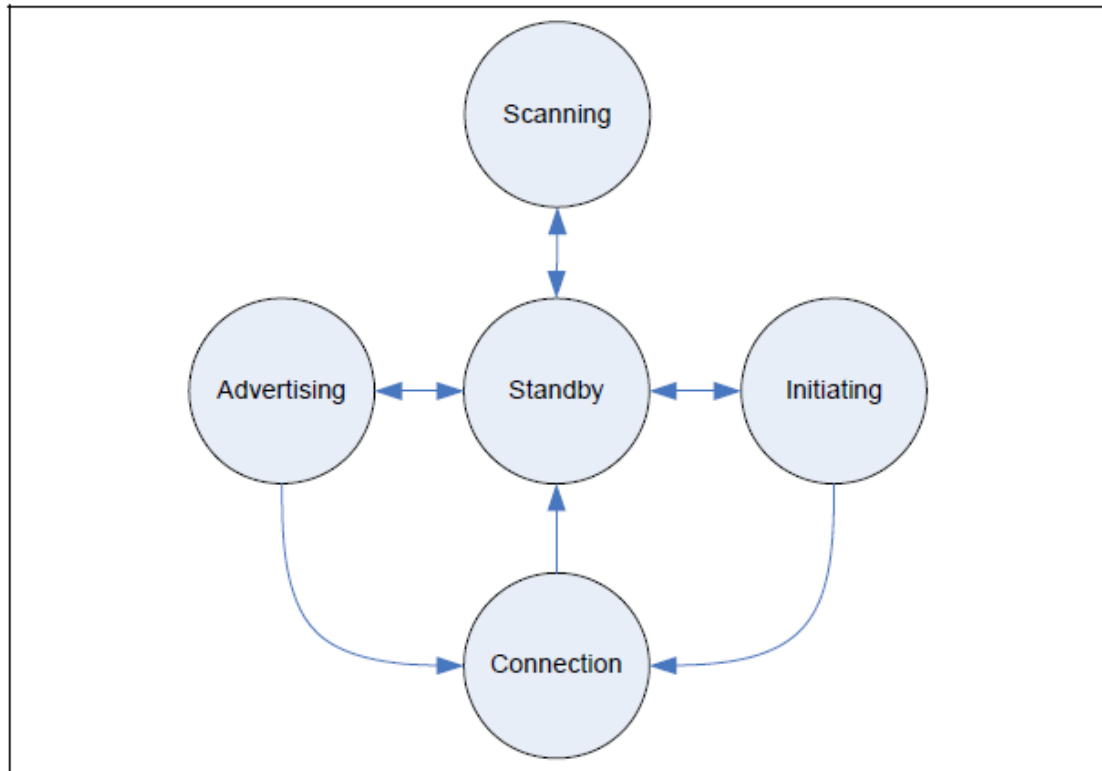 Scanning
Advertising
Standby
Initiating
Connection